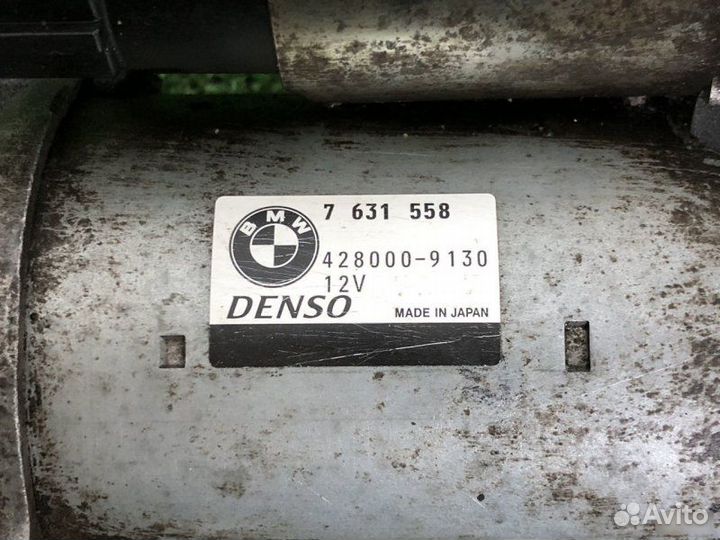 BMW
7 631 558
428000-9130
12V
DENSO
MADE IN JAPAN
Avito